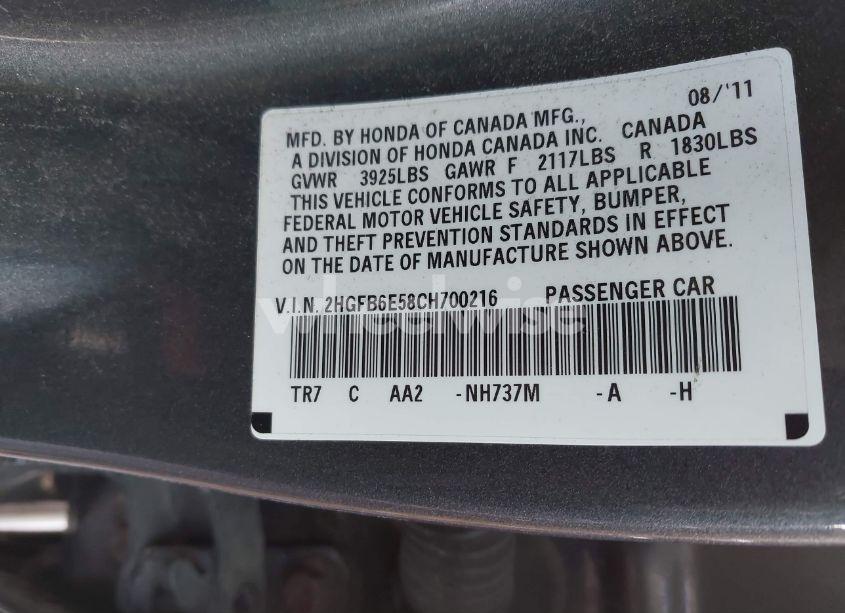 08/'11
MFD. BY HONDA OF CANADA MFG.,
A DIVISION OF HONDA CANADA INC. CANADA
GVWR 3925LBS GAWR F 2117LBS R 1830LBS
THIS VEHICLE CONFORMS TO ALL APPLICABLE
FEDERAL MOTOR VEHICLE SAFETY, BUMPER,
AND THEFT PREVENTION STANDARDS IN EFFECT
ON THE DATE OF MANUFACTURE SHOWN ABOVE.
V.I.N. 2HGFB6E58CH700216 PASSENGER CAR
wheelwise
TR7 C AA2 -NH737M -A -H